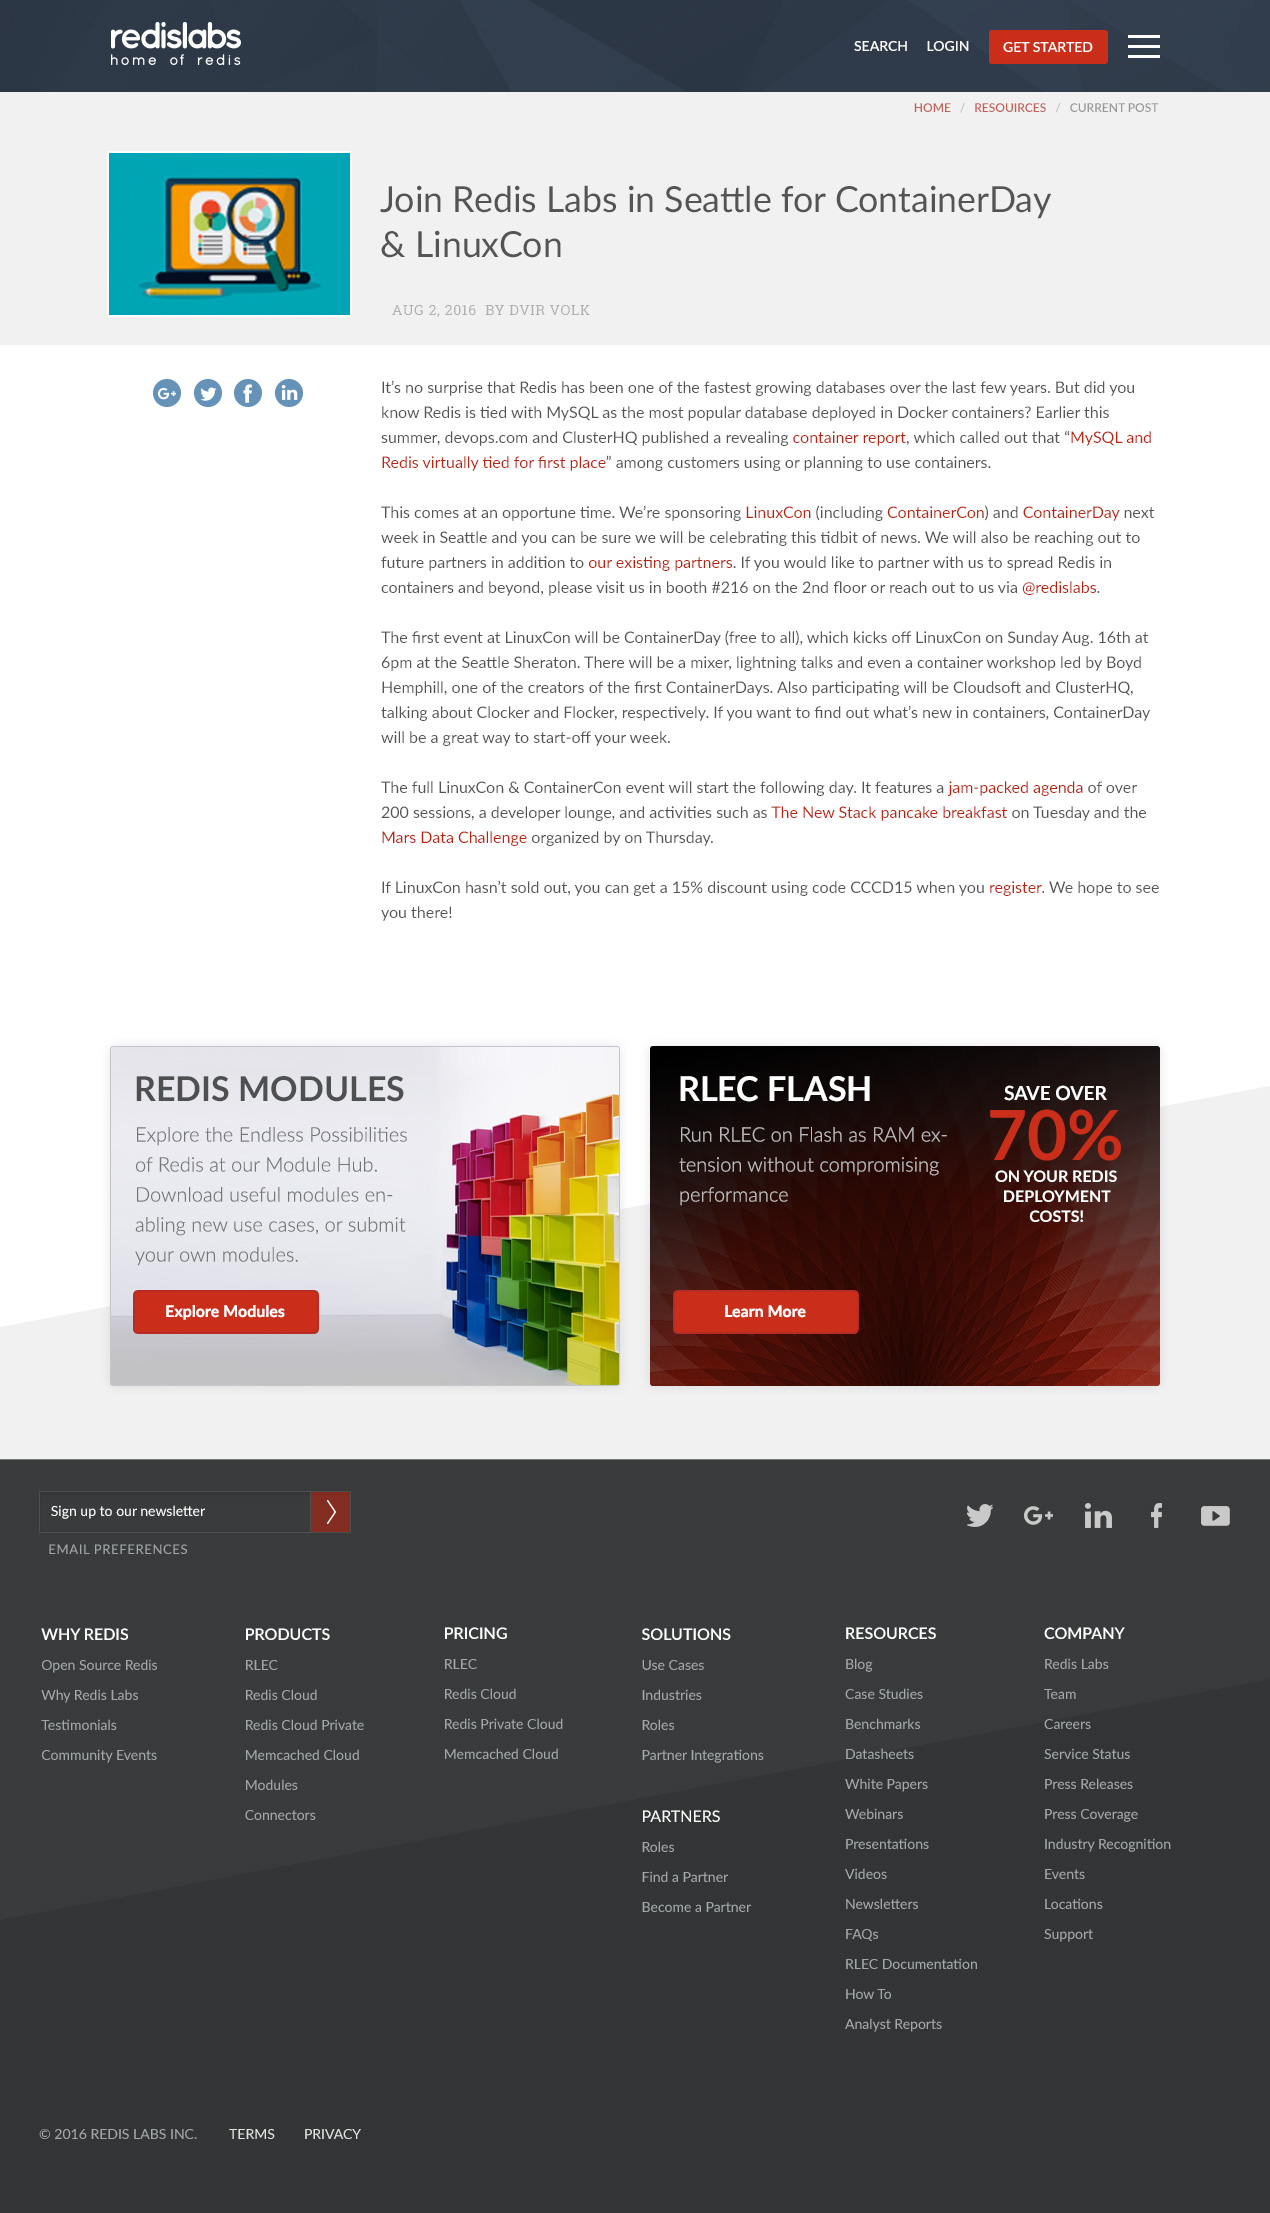 redislabs
home of redis
SEARCH LOGIN GET STARTED
HOME / RESOUIRCES / CURRENT POST
Join Redis Labs in Seattle for ContainerDay
& LinuxCon
AUG 2, 2016 BY DVIR VOLK
It’s no surprise that Redis has been one of the fastest growing databases over the last few years. But did you
know Redis is tied with MySQL as the most popular database deployed in Docker containers? Earlier this
summer, devops.com and ClusterHQ published a revealing container report, which called out that “MySQL and
Redis virtually tied for first place” among customers using or planning to use containers.
This comes at an opportune time. We’re sponsoring LinuxCon (including ContainerCon) and ContainerDay next
week in Seattle and you can be sure we will be celebrating this tidbit of news. We will also be reaching out to
future partners in addition to our existing partners. If you would like to partner with us to spread Redis in
containers and beyond, please visit us in booth #216 on the 2nd floor or reach out to us via @redislabs.
The first event at LinuxCon will be ContainerDay (free to all), which kicks off LinuxCon on Sunday Aug. 16th at
6pm at the Seattle Sheraton. There will be a mixer, lightning talks and even a container workshop led by Boyd
Hemphill, one of the creators of the first ContainerDays. Also participating will be Cloudsoft and ClusterHQ,
talking about Clocker and Flocker, respectively. If you want to find out what’s new in containers, ContainerDay
will be a great way to start-off your week.
The full LinuxCon & ContainerCon event will start the following day. It features a jam-packed agenda of over
200 sessions, a developer lounge, and activities such as The New Stack pancake breakfast on Tuesday and the
Mars Data Challenge organized by on Thursday.
If LinuxCon hasn’t sold out, you can get a 15% discount using code CCCD15 when you register. We hope to see
you there!
REDIS MODULES
Explore the Endless Possibilities
of Redis at our Module Hub.
Download useful modules en-
abling new use cases, or submit
your own modules.
Explore Modules
RLEC FLASH
Run RLEC on Flash as RAM ex-
tension without compromising
performance
SAVE OVER
70%
ON YOUR REDIS
DEPLOYMENT
COSTS!
Learn More
Sign up to our newsletter
EMAIL PREFERENCES
WHY REDIS
Open Source Redis
Why Redis Labs
Testimonials
Community Events
PRODUCTS
RLEC
Redis Cloud
Redis Cloud Private
Memcached Cloud
Modules
Connectors
PRICING
RLEC
Redis Cloud
Redis Private Cloud
Memcached Cloud
SOLUTIONS
Use Cases
Industries
Roles
Partner Integrations
PARTNERS
Roles
Find a Partner
Become a Partner
RESOURCES
Blog
Case Studies
Benchmarks
Datasheets
White Papers
Webinars
Presentations
Videos
Newsletters
FAQs
RLEC Documentation
How To
Analyst Reports
COMPANY
Redis Labs
Team
Careers
Service Status
Press Releases
Press Coverage
Industry Recognition
Events
Locations
Support
© 2016 REDIS LABS INC. TERMS PRIVACY